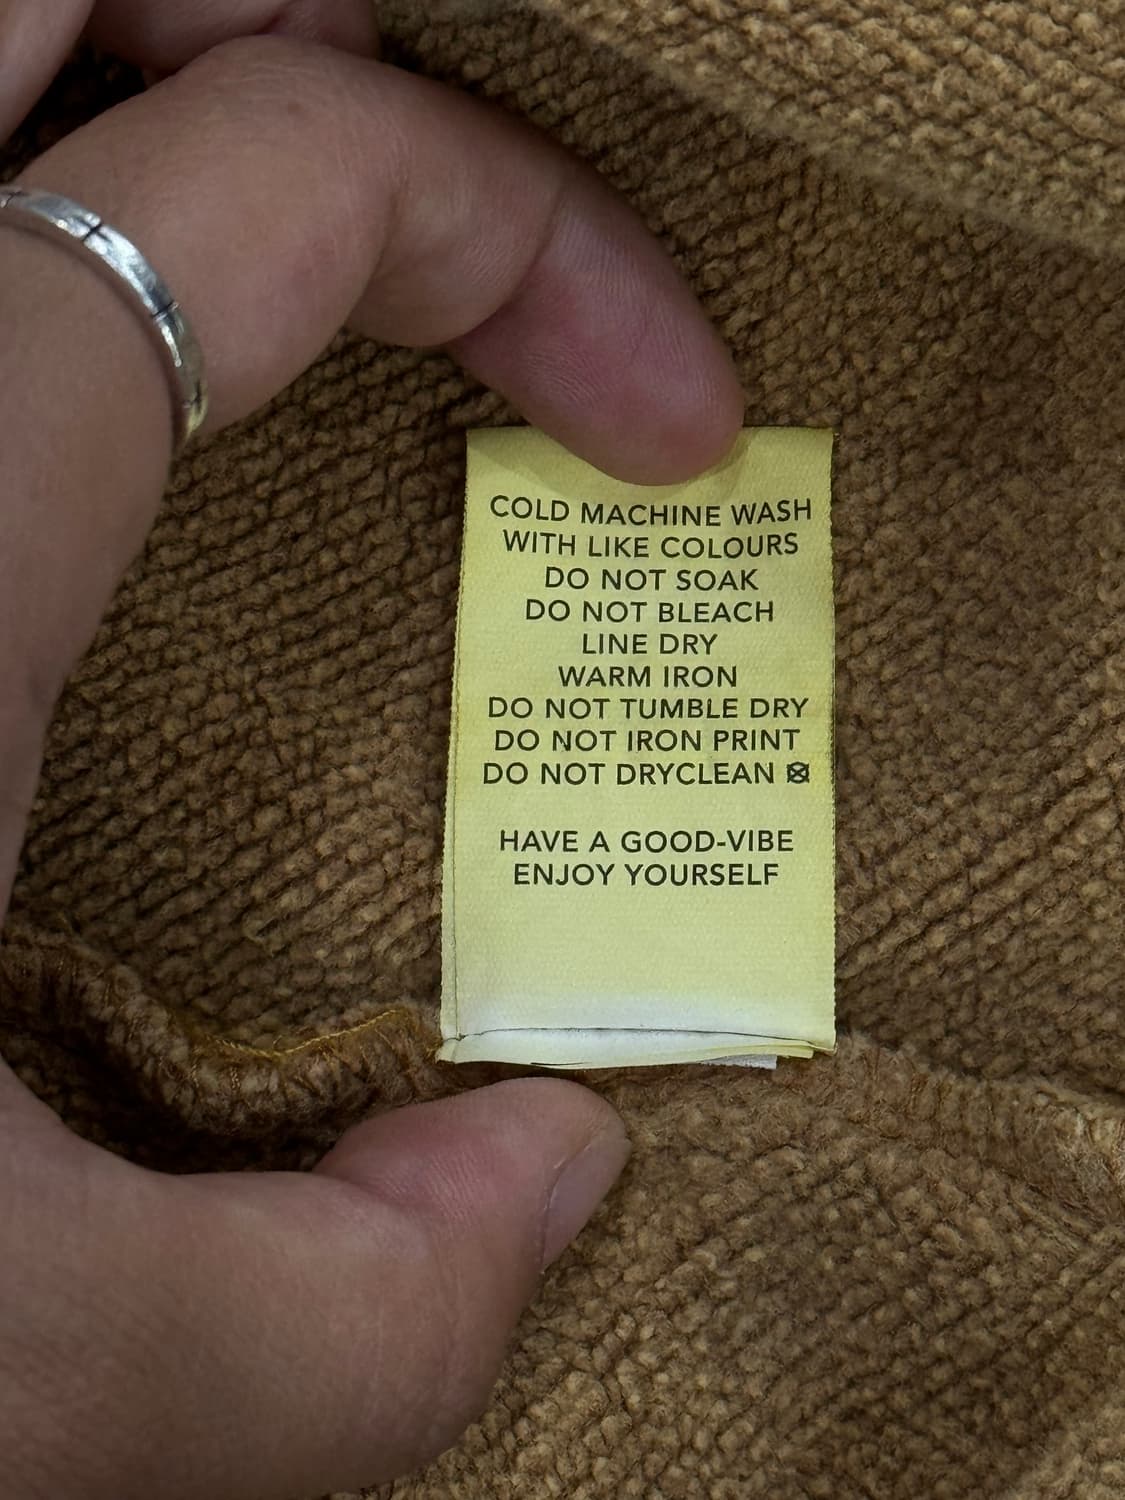 COLD MACHINE WASH
WITH LIKE COLOURS
DO NOT SOAK
DO NOT BLEACH
LINE DRY
WARM IRON
DO NOT TUMBLE DRY
DO NOT IRON PRINT
DO NOT DRYCLEAN
HAVE A GOOD-VIBE
ENJOY YOURSELF